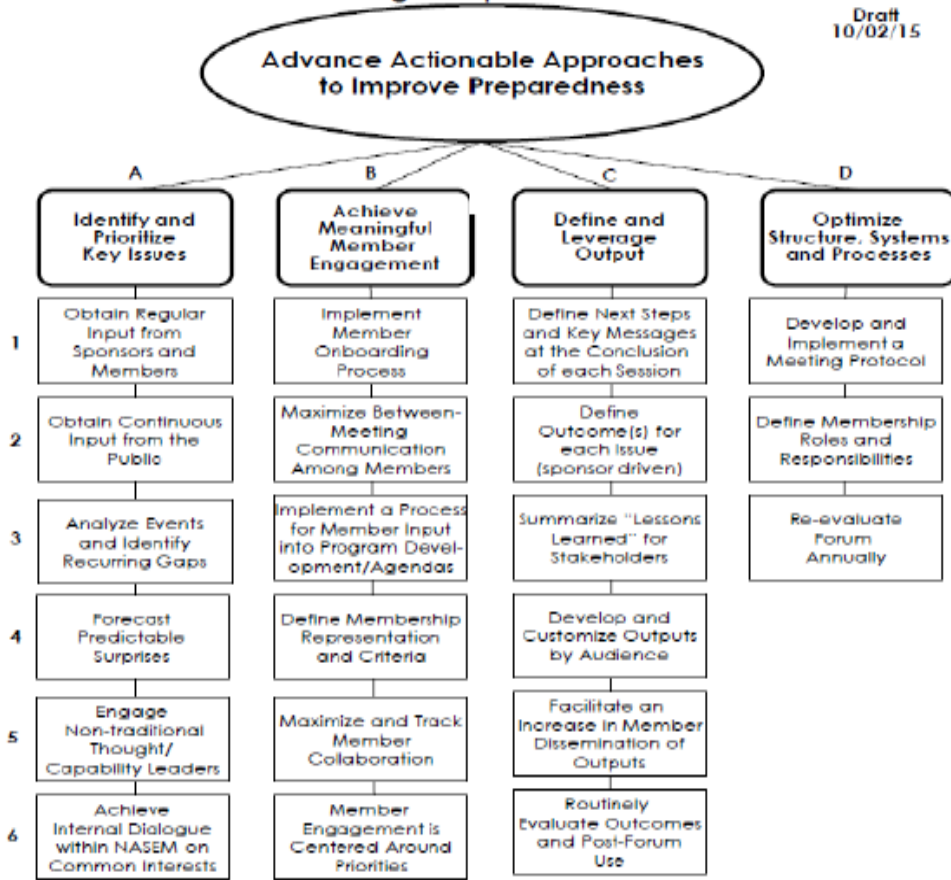 Draft
10/02/15
Advance Actionable Approaches
to Improve Preparedness
A
B
C
D
Identify and
Prioritize
Key Issues
Achieve
Meaningful
Member
Engagement
Define and
Leverage
Output
Optimize
Structure, Systems
and Processes
1
Obtain Regular
Input from
Sponsors and
Members
Implement
Member
Onboarding
Process
Define Next Steps
and Key Messages
at the Conclusion
of each Session
Develop and
Implement a
Meeting Protocol
2
Obtain Continuous
Input from the
Public
Maximize Between-
Meeting
Communication
Among Members
Define
Outcome(s) for
each Issue
(sponsor driven)
Define Membership
Roles and
Responsibilities
3
Analyze Events
and Identify
Recurring Gaps
Implement a Process
for Member Input
into Program Devel-
opment/Agendas
Summarize "Lessons
Learned" for
Stakeholders
Re-evaluate
Forum
Annually
4
Forecast
Predictable
Surprises
Define Membership
Representation
and Criteria
Develop and
Customize Outputs
by Audience
5
Engage
Non-traditional
Thought/
Capability Leaders
Maximize and Track
Member
Collaboration
Facilitate an
Increase in Member
Dissemination of
Outputs
6
Achieve
Internal Dialogue
within NASEM on
Common Interests
Member
Engagement is
Centered Around
Priorities
Routinely
Evaluate Outcomes
and Post-Forum
Use